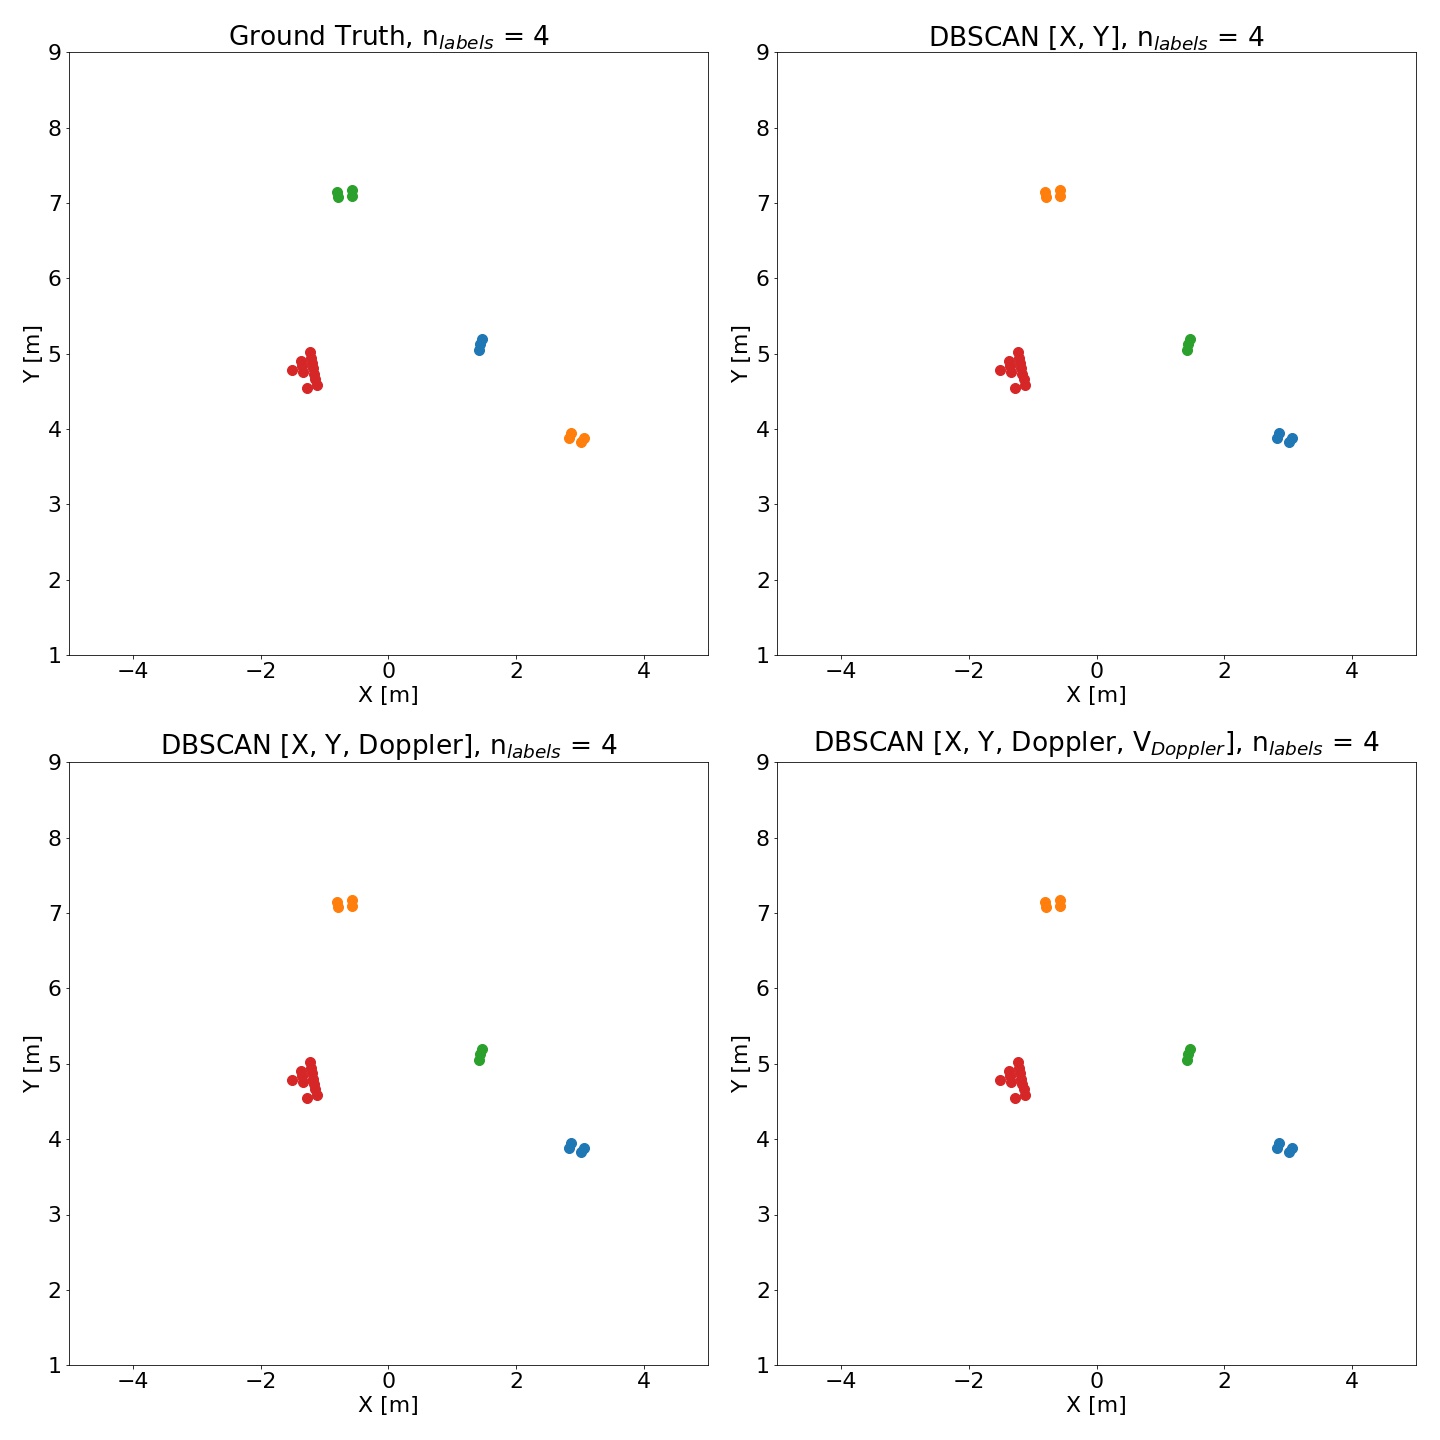 Ground Truth, n_labels = 4
9
8
7
6
5
4
3
2
1
Y [m]
−4 −2 0 2 4
X [m]
DBSCAN [X, Y], n_labels = 4
9
8
7
6
5
4
3
2
1
Y [m]
−4 −2 0 2 4
X [m]
DBSCAN [X, Y, Doppler], n_labels = 4
9
8
7
6
5
4
3
2
1
Y [m]
−4 −2 0 2 4
X [m]
DBSCAN [X, Y, Doppler, V_Doppler], n_labels = 4
9
8
7
6
5
4
3
2
1
Y [m]
−4 −2 0 2 4
X [m]